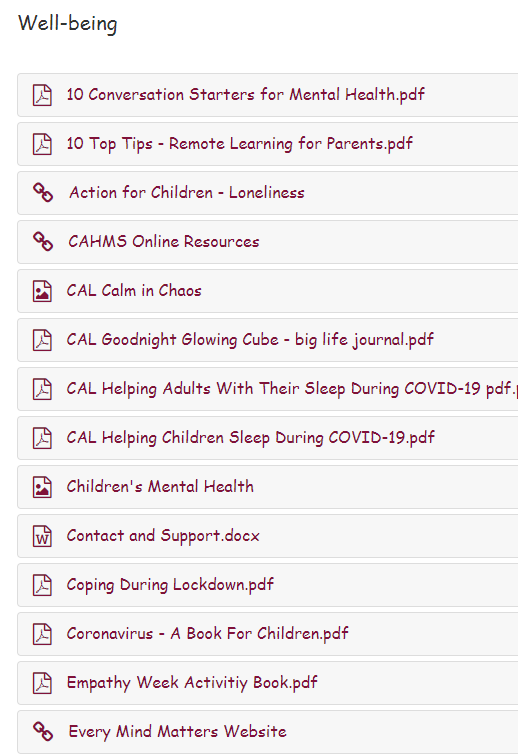 Well-being
10 Conversation Starters for Mental Health.pdf
10 Top Tips - Remote Learning for Parents.pdf
Action for Children - Loneliness
CAHMS Online Resources
CAL Calm in Chaos
CAL Goodnight Glowing Cube - big life journal.pdf
CAL Helping Adults With Their Sleep During COVID-19 pdf.
CAL Helping Children Sleep During COVID-19.pdf
Children's Mental Health
Contact and Support.docx
Coping During Lockdown.pdf
Coronavirus - A Book For Children.pdf
Empathy Week Activitiy Book.pdf
Every Mind Matters Website